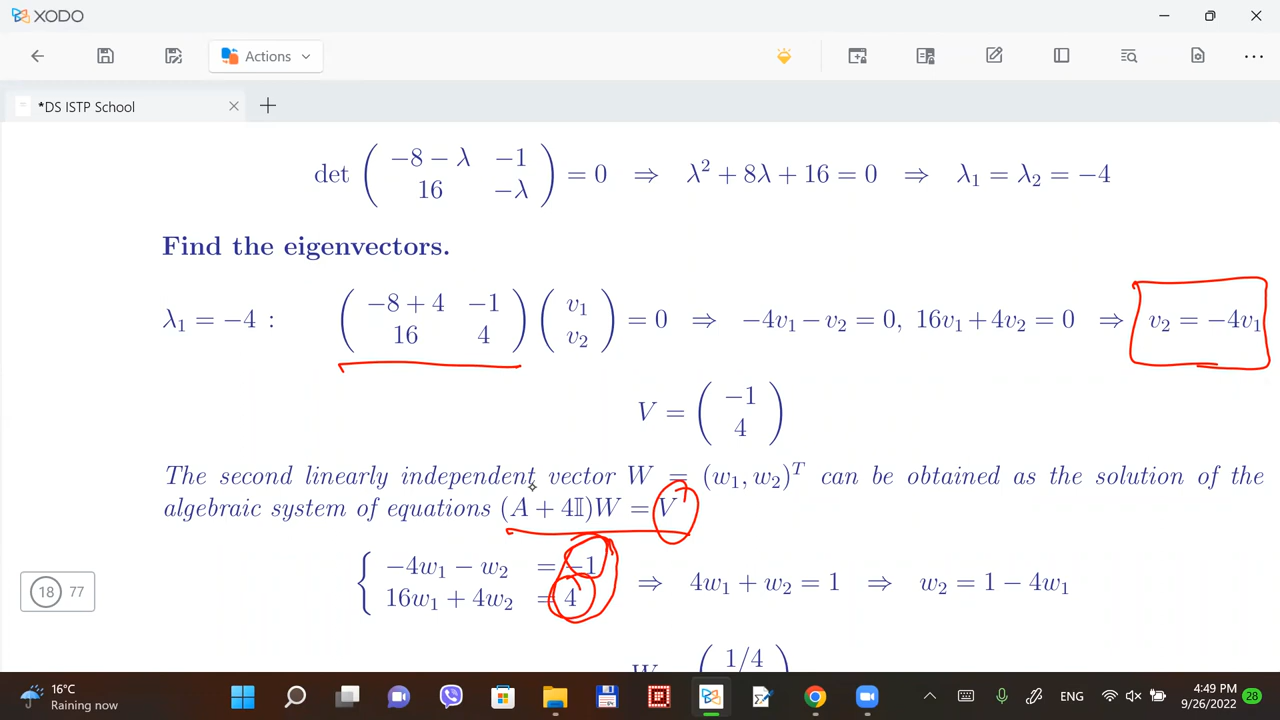 XODO
Actions
*DS ISTP School
det ( −8 − λ −1
16 −λ ) = 0 ⇒ λ² + 8λ + 16 = 0 ⇒ λ₁ = λ₂ = −4
Find the eigenvectors.
λ₁ = −4 : ( −8 + 4 −1
16 4 ) ( v₁
v₂ ) = 0 ⇒ −4v₁ − v₂ = 0, 16v₁ + 4v₂ = 0 ⇒ v₂ = −4v₁
V = ( −1
4 )
The second linearly independent vector W = (w₁, w₂)ᵀ can be obtained as the solution of the
algebraic system of equations (A + 4𝕀)W = V
{ −4w₁ − w₂ = −1
16w₁ + 4w₂ = 4 ⇒ 4w₁ + w₂ = 1 ⇒ w₂ = 1 − 4w₁
18 77
W ( 1/4 )
16°C
Raining now
ENG
4:49 PM
9/26/2022
28